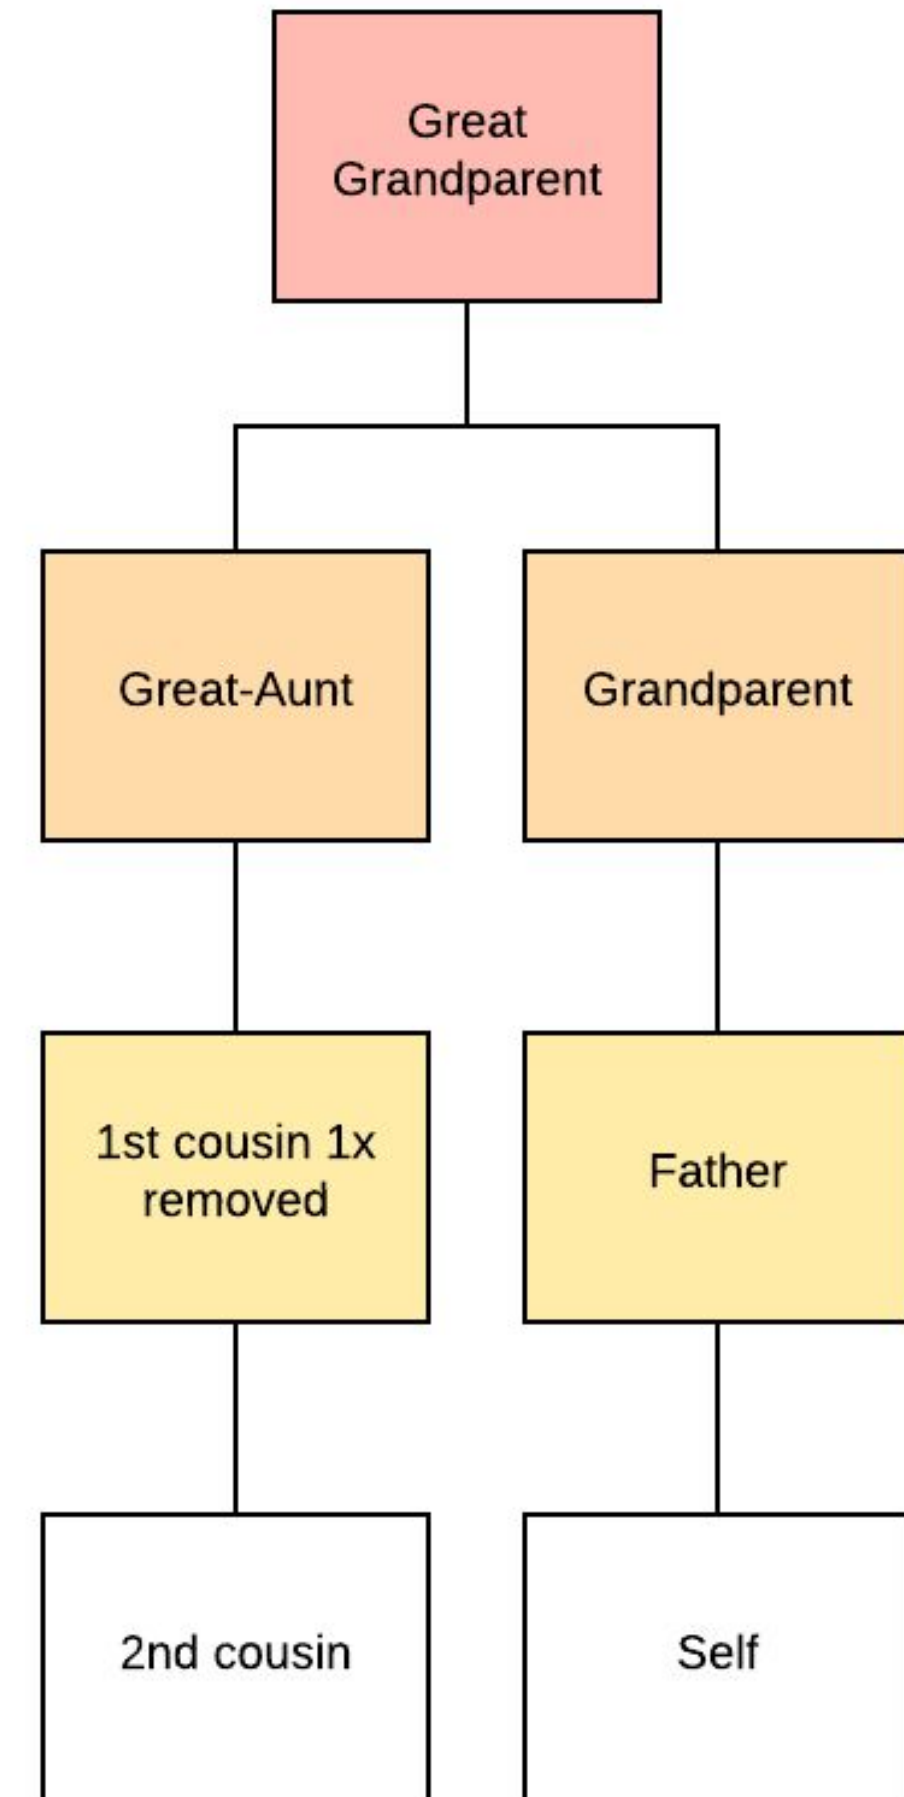 Great
Grandparent
Great-Aunt
Grandparent
1st cousin 1x
removed
Father
2nd cousin
Self